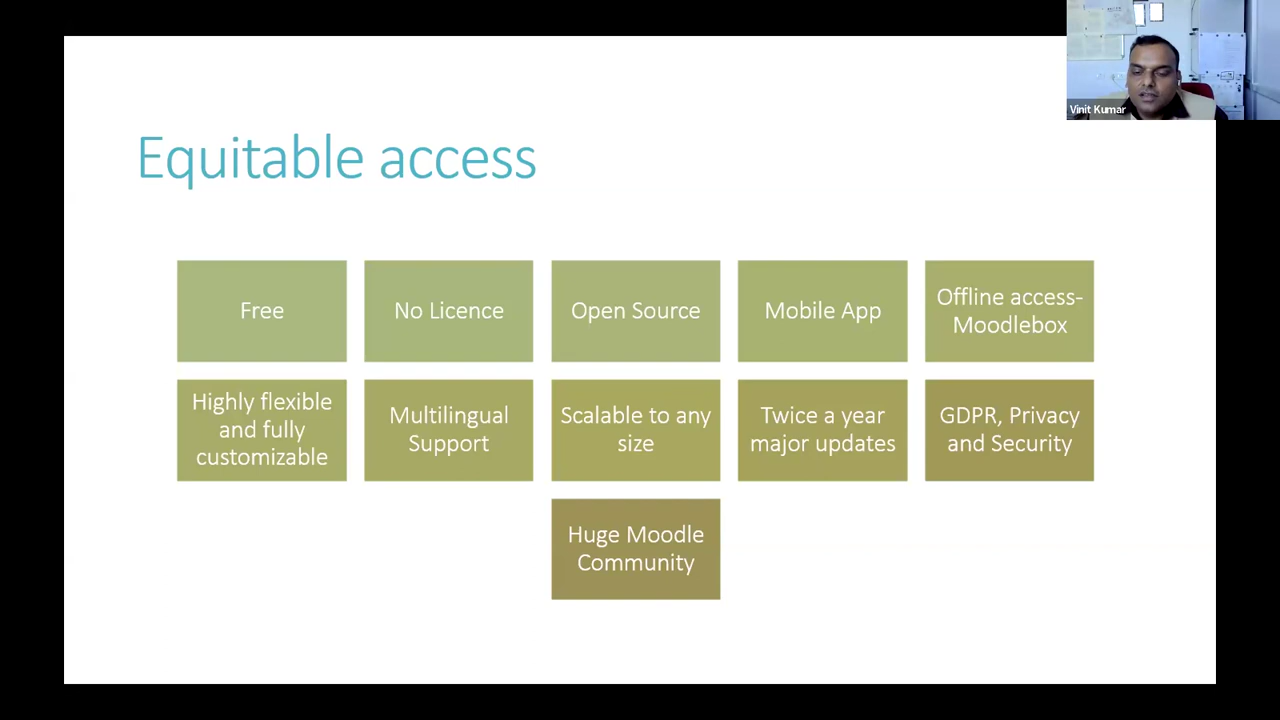 Vinit Kumar
Equitable access
Free
No Licence
Open Source
Mobile App
Offline access-
Moodlebox
Highly flexible
and fully
customizable
Multilingual
Support
Scalable to any
size
Twice a year
major updates
GDPR, Privacy
and Security
Huge Moodle
Community